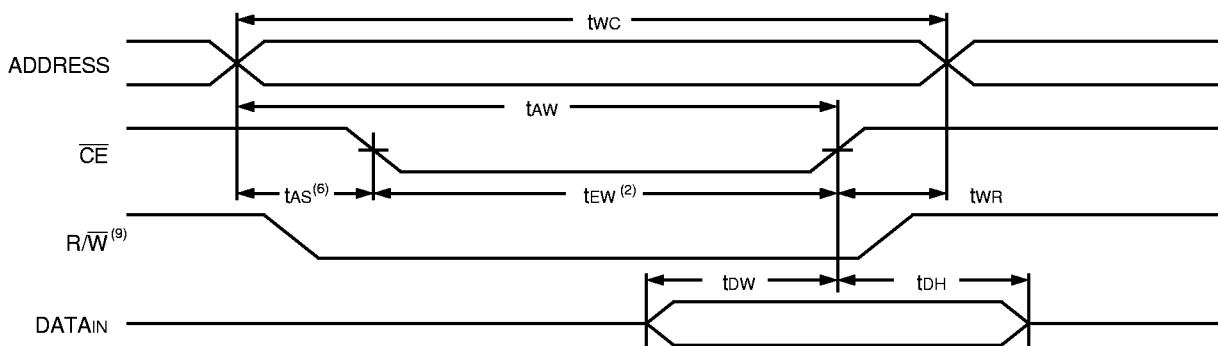 tWC
ADDRESS
tAW
CE
tAS(6) tEW(2) tWR
R/W(9)
tDW tDH
DATAIN